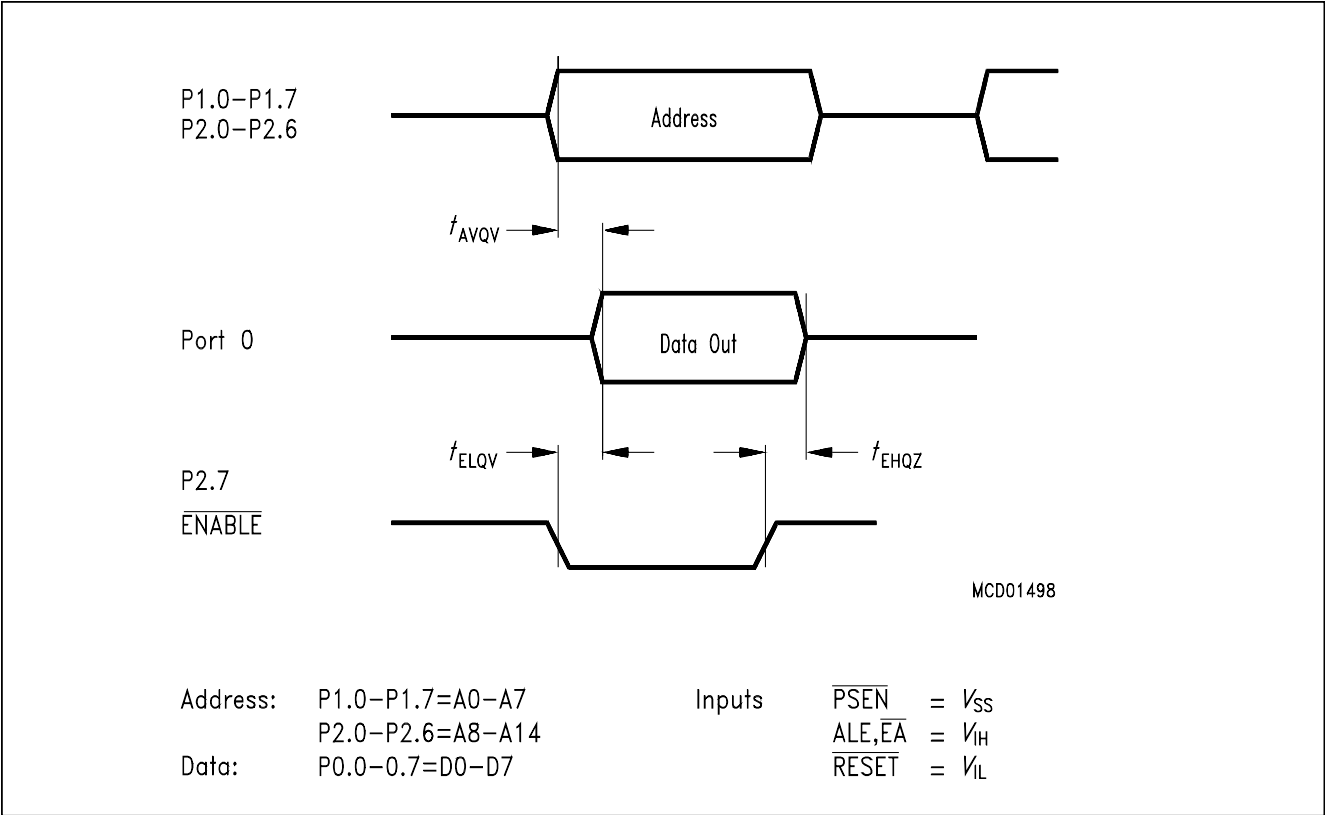 P1.0-P1.7
P2.0-P2.6
Address
tAVQV
Port 0
Data Out
tELQV
tEHQZ
P2.7
ENABLE
MCD01498
Address: P1.0-P1.7=A0-A7 Inputs PSEN = VSS
P2.0-P2.6=A8-A14 ALE,EA = VIH
Data: P0.0-0.7=D0-D7 RESET = VIL